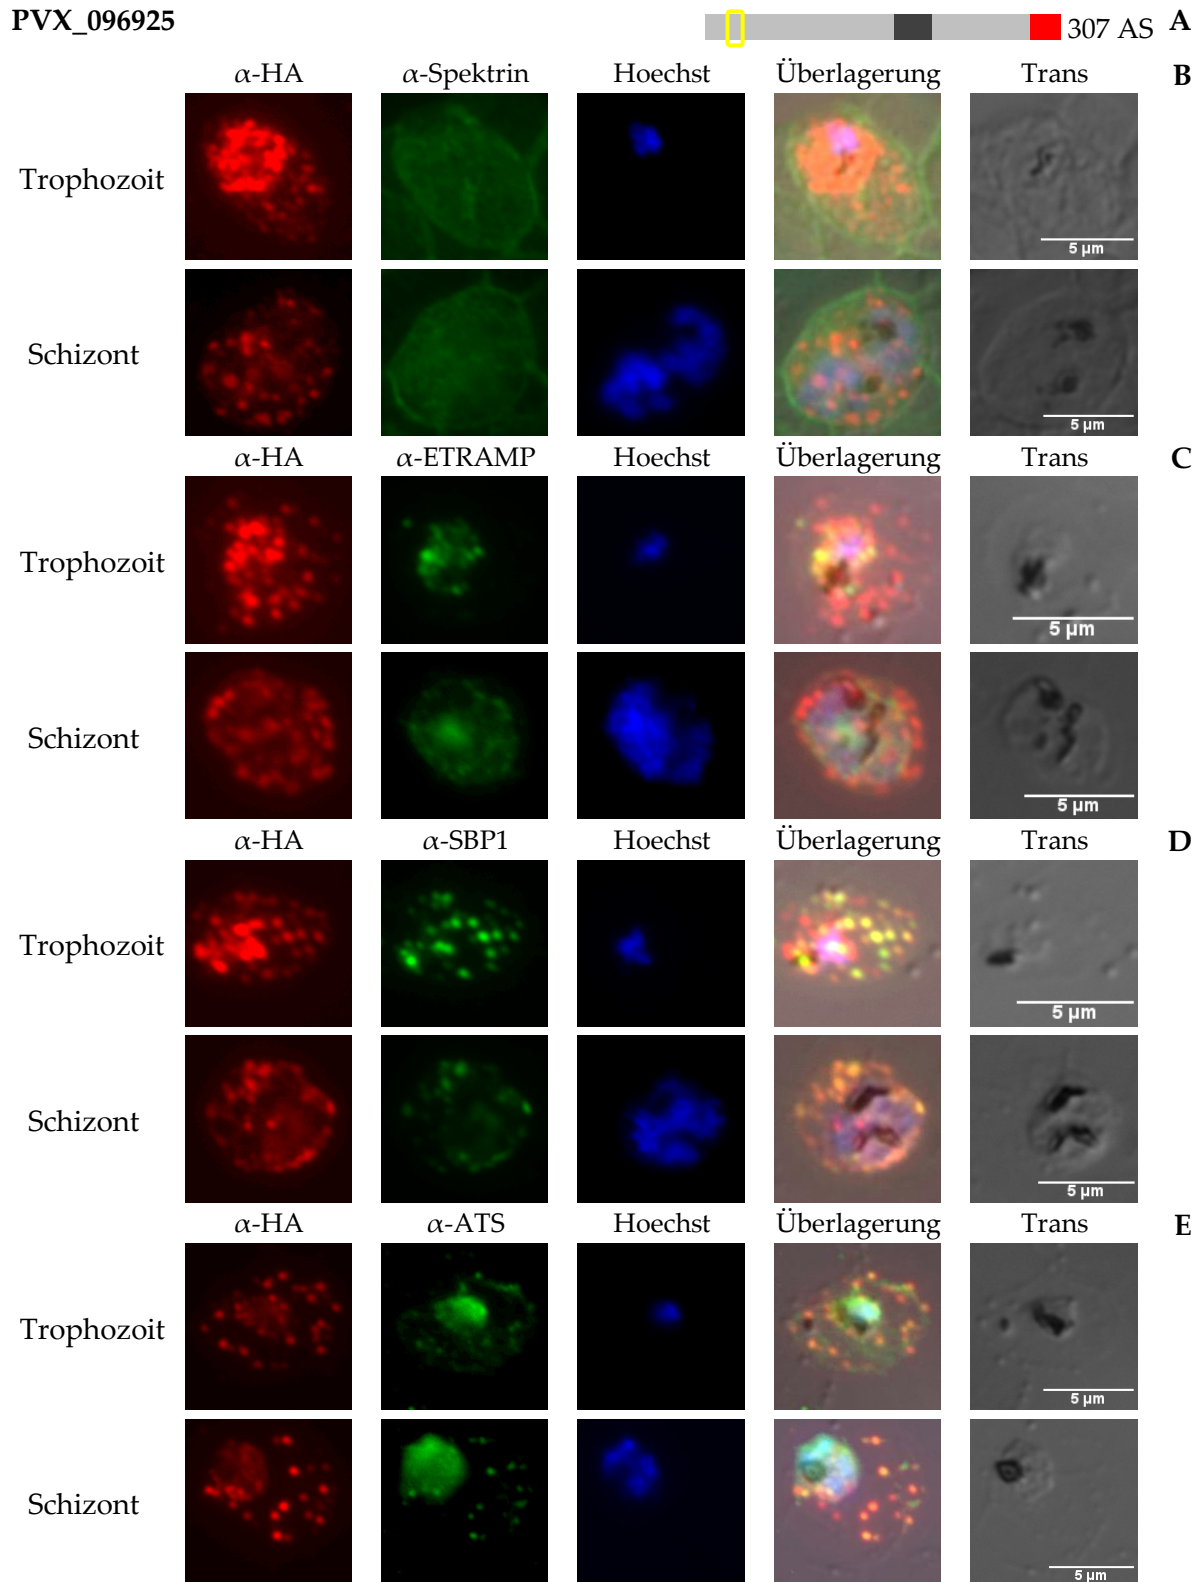 PVX_096925 307 AS A
α-HA α-Spektrin Hoechst Überlagerung Trans B
Trophozoit
5 µm
Schizont
5 µm
α-HA α-ETRAMP Hoechst Überlagerung Trans C
Trophozoit
5 µm
Schizont
5 µm
α-HA α-SBP1 Hoechst Überlagerung Trans D
Trophozoit
5 µm
Schizont
5 µm
α-HA α-ATS Hoechst Überlagerung Trans E
Trophozoit
5 µm
Schizont
5 µm